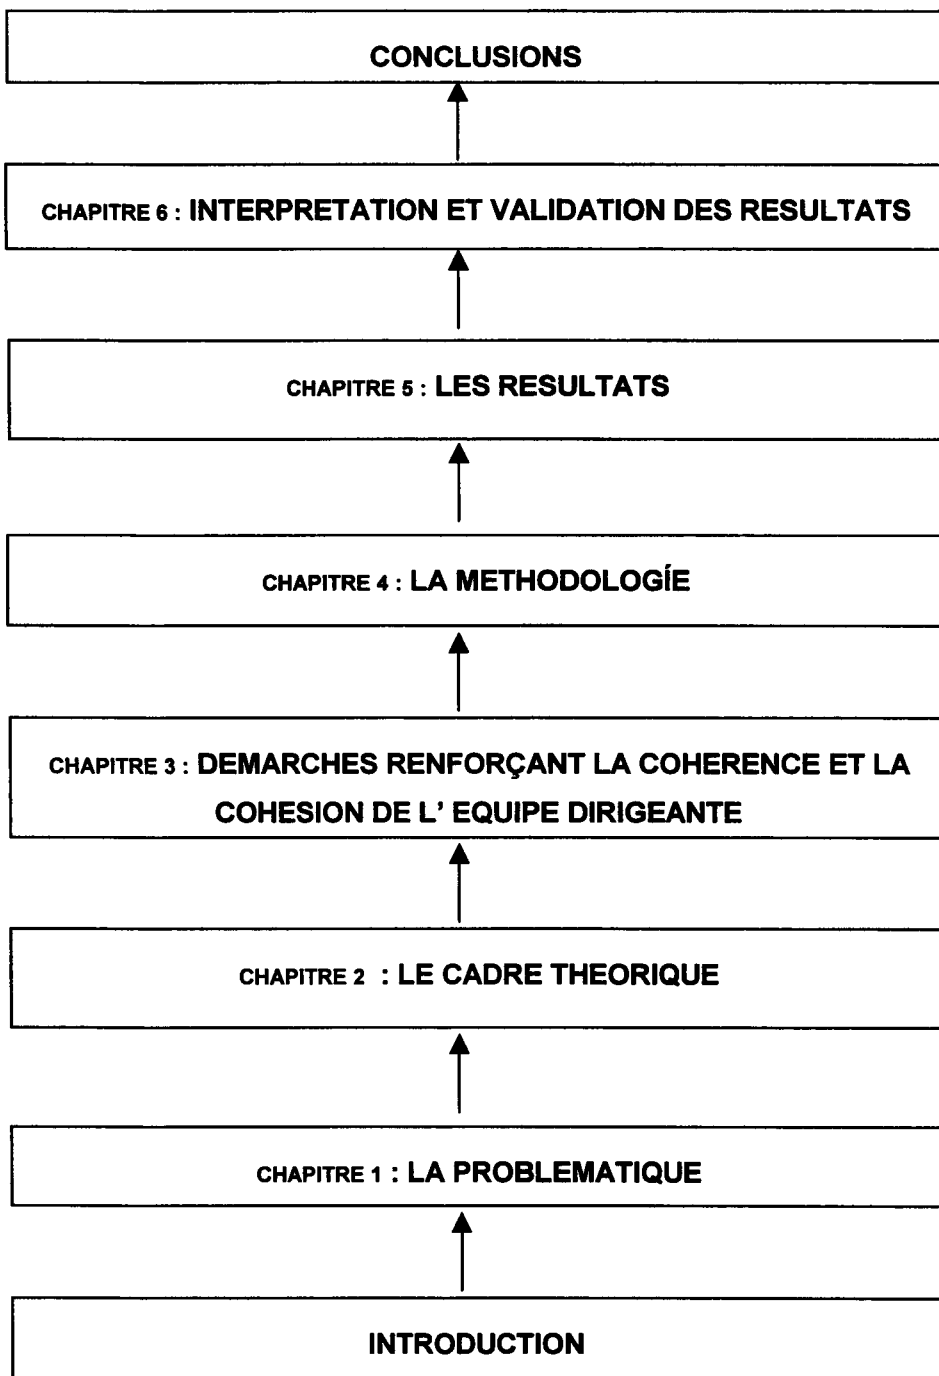 CONCLUSIONS
CHAPITRE 6 : INTERPRETATION ET VALIDATION DES RESULTATS
CHAPITRE 5 : LES RESULTATS
CHAPITRE 4 : LA METHODOLOGÍE
CHAPITRE 3 : DEMARCHES RENFORÇANT LA COHERENCE ET LA
COHESION DE L' EQUIPE DIRIGEANTE
CHAPITRE 2 : LE CADRE THEORIQUE
CHAPITRE 1 : LA PROBLEMATIQUE
INTRODUCTION